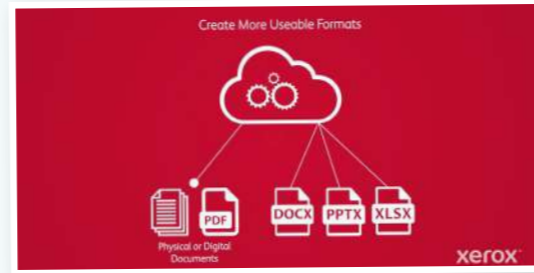 Create More Useable Formats
PDF
DOCX PPTX XLSX
Physical or Digital
Documents
xerox